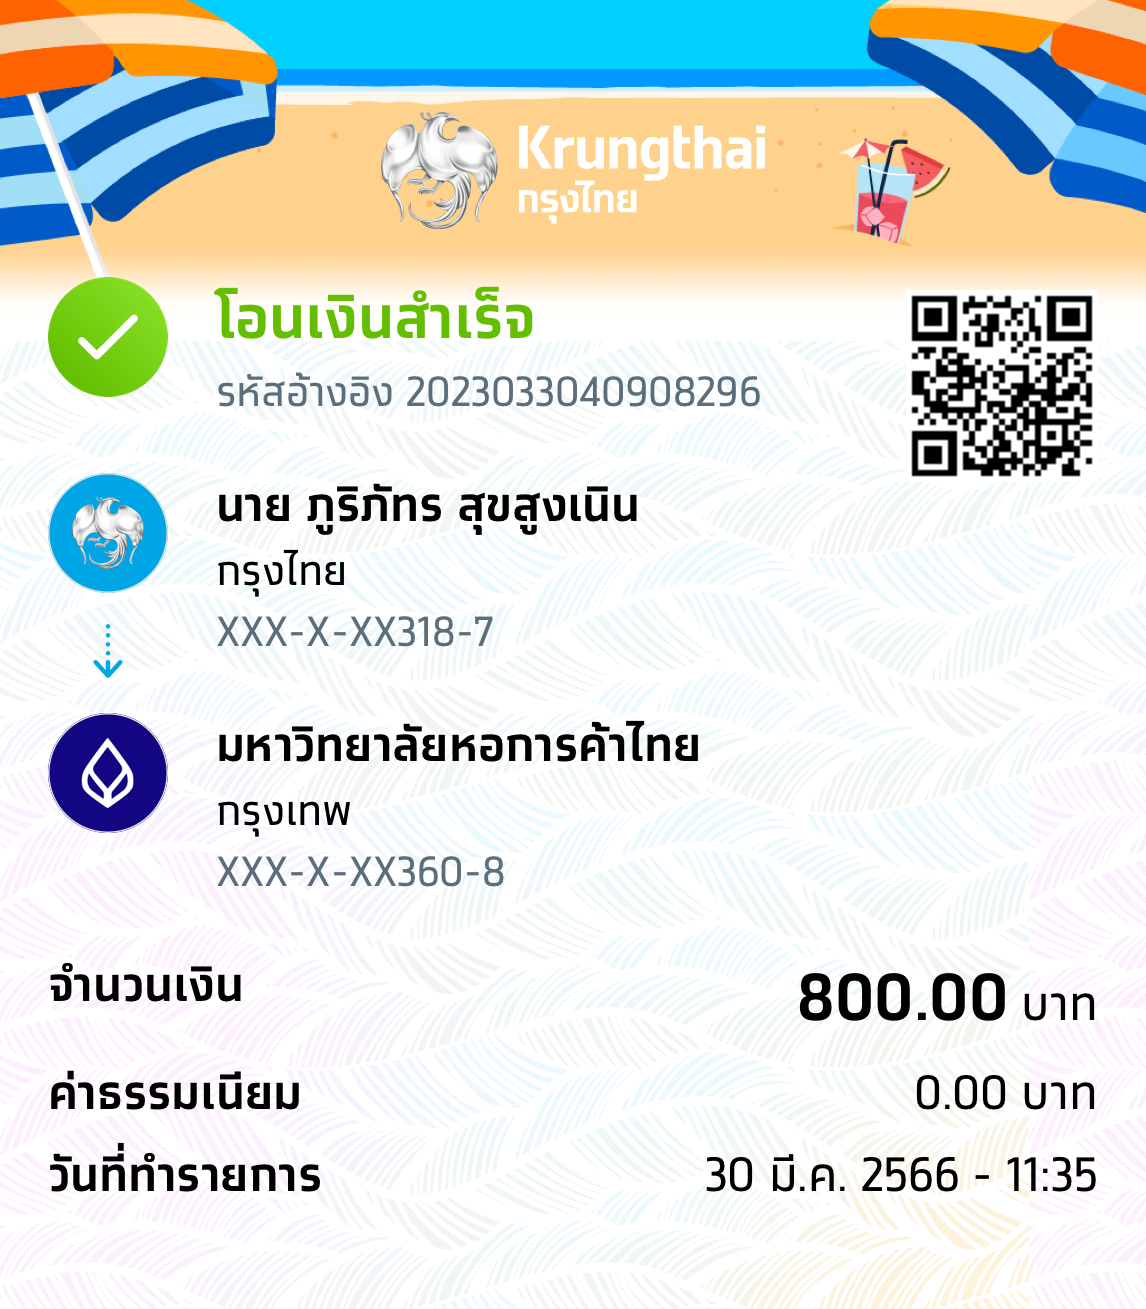 Krungthai
กรุงไทย
โอนเงินสำเร็จ
รหัสอ้างอิง 2023033040908296
นาย ภูริภัทร สุขสูงเนิน
กรุงไทย
XXX-X-XX318-7
มหาวิทยาลัยหอการค้าไทย
กรุงเทพ
XXX-X-XX360-8
จำนวนเงิน 800.00 บาท
ค่าธรรมเนียม 0.00 บาท
วันที่ทำรายการ 30 มี.ค. 2566 - 11:35